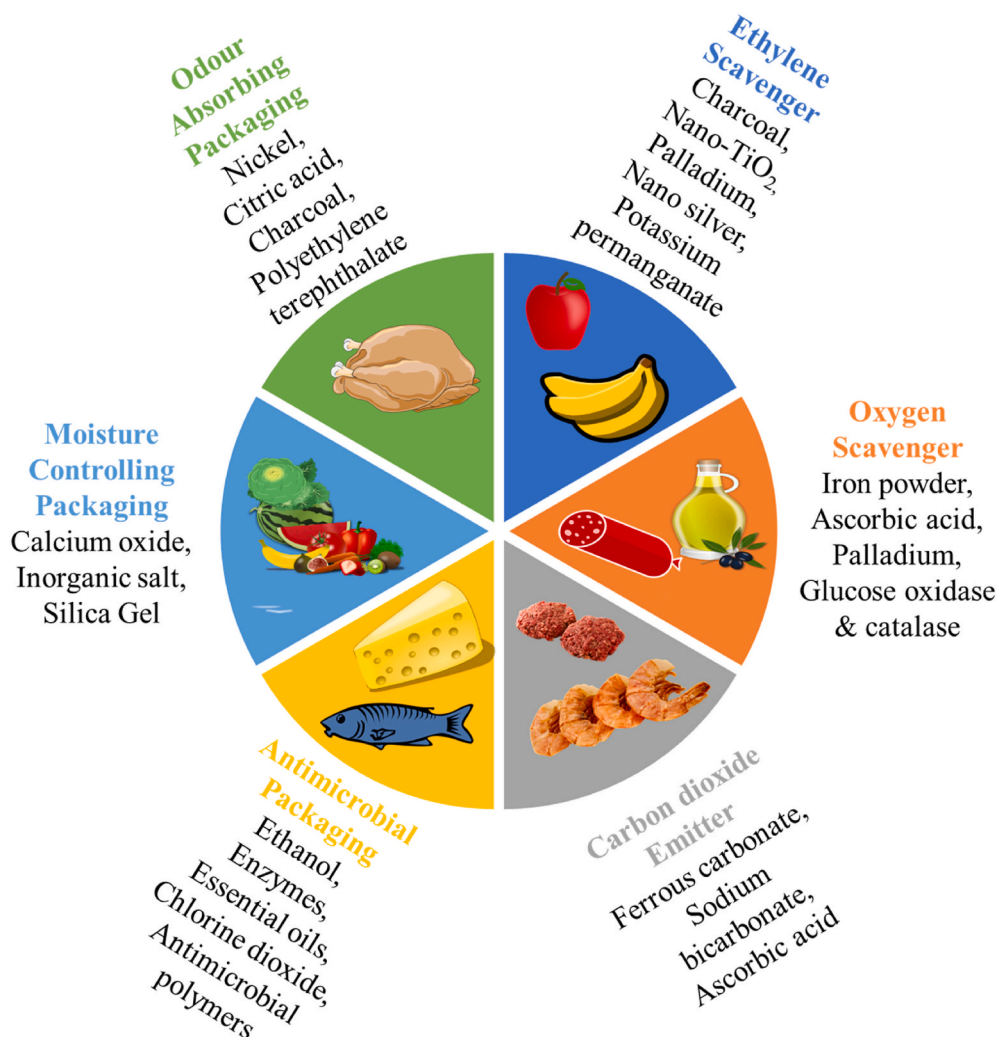 Odour
Absorbing
Packaging
Nickel,
Citric acid,
Charcoal,
Polyethylene
terephthalate
Ethylene
Scavenger
Charcoal,
Nano-TiO₂,
Palladium,
Nano silver,
Potassium
permanganate
Oxygen
Scavenger
Iron powder,
Ascorbic acid,
Palladium,
Glucose oxidase
& catalase
Carbon dioxide
Emitter
Ferrous carbonate,
Sodium
bicarbonate,
Ascorbic acid
Antimicrobial
Packaging
Ethanol,
Enzymes,
Essential oils,
Chlorine dioxide,
Antimicrobial
polymers
Moisture
Controlling
Packaging
Calcium oxide,
Inorganic salt,
Silica Gel